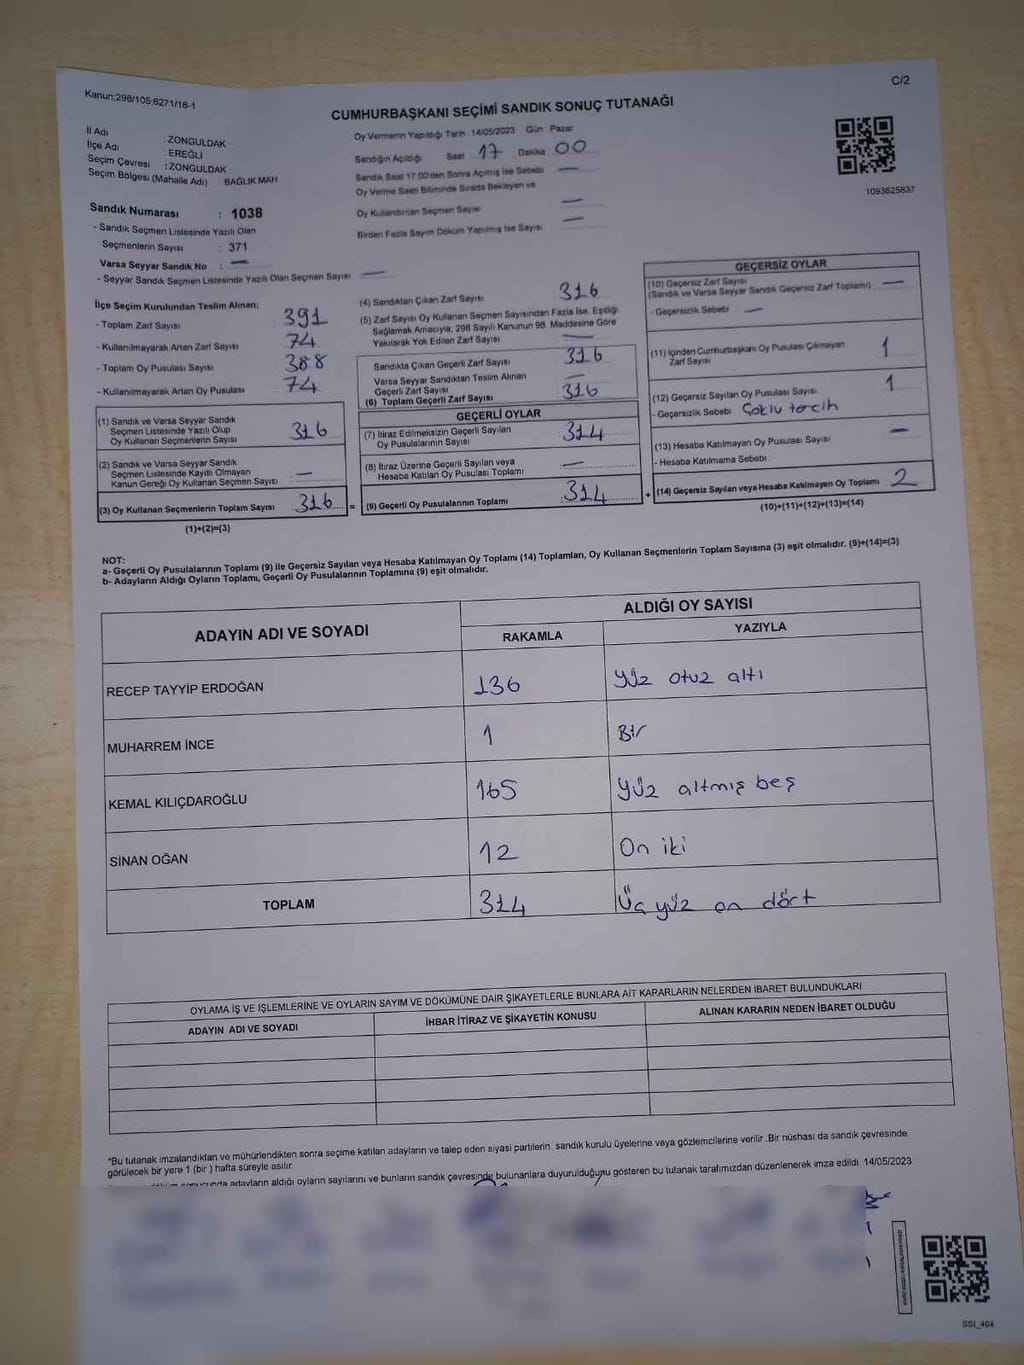 Kanun:298/105,6271/18-1
C/2
CUMHURBAŞKANI SEÇİMİ SANDIK SONUÇ TUTANAĞI
İl Adı : ZONGULDAK
İlçe Adı : EREĞLİ
Seçim Çevresi : ZONGULDAK
Seçim Bölgesi (Mahalle Adı) : BAĞLIK MAH
Oy Vermenin Yapıldığı Tarih : 14/05/2023 Gün : Pazar
Sandığın Açıldığı Saat 17 Dakika 00
Sandık Saat 17:00'den Sonra Açılmış İse Sebebi —
Oy Verme Saati Bitiminde Sırada Bekleyen ve
Oy Kullandırılan Seçmen Sayısı —
Birden Fazla Sayım Döküm Yapılmış İse Sayısı —
1093625837
Sandık Numarası : 1038
- Sandık Seçmen Listesinde Yazılı Olan
Seçmenlerin Sayısı : 371
Varsa Seyyar Sandık No : —
- Seyyar Sandık Seçmen Listesinde Yazılı Olan Seçmen Sayısı : —
İlçe Seçim Kurulundan Teslim Alınan;
- Toplam Zarf Sayısı 391
- Kullanılmayarak Artan Zarf Sayısı 74
- Toplam Oy Pusulası Sayısı 388
- Kullanılmayarak Artan Oy Pusulası 74
(1) Sandık ve Varsa Seyyar Sandık
Seçmen Listesinde Yazılı Olup
Oy Kullanan Seçmenlerin Sayısı 316
(2) Sandık ve Varsa Seyyar Sandık
Seçmen Listesinde Kayıtlı Olmayan
Kanun Gereği Oy Kullanan Seçmen Sayısı —
(3) Oy Kullanan Seçmenlerin Toplam Sayısı 316 =
(1)+(2)=(3)
(4) Sandıktan Çıkan Zarf Sayısı 316
(5) Zarf Sayısı Oy Kullanan Seçmen Sayısından Fazla İse, Eşitliği
Sağlamak Amacıyla, 298 Sayılı Kanunun 98. Maddesine Göre
Yakılarak Yok Edilen Zarf Sayısı —
Sandıkta Çıkan Geçerli Zarf Sayısı 316
Varsa Seyyar Sandıktan Teslim Alınan
Geçerli Zarf Sayısı —
(6) Toplam Geçerli Zarf Sayısı 316
GEÇERLİ OYLAR
(7) İtiraz Edilmeksizin Geçerli Sayılan
Oy Pusulalarının Sayısı 314
(8) İtiraz Üzerine Geçerli Sayılan veya
Hesaba Katılan Oy Pusulası Toplamı —
(9) Geçerli Oy Pusulalarının Toplamı 314 +
GEÇERSİZ OYLAR
(10) Geçersiz Zarf Sayısı
(Sandık ve Varsa Seyyar Sandık Geçersiz Zarf Toplamı) —
- Geçersizlik Sebebi : —
(11) İçinden Cumhurbaşkanı Oy Pusulası Çıkmayan
Zarf Sayısı 1
(12) Geçersiz Sayılan Oy Pusulası Sayısı 1
- Geçersizlik Sebebi : Çoklu tercih
(13) Hesaba Katılmayan Oy Pusulası Sayısı —
- Hesaba Katılmama Sebebi :
(14) Geçersiz Sayılan veya Hesaba Katılmayan Oy Toplamı 2
(10)+(11)+(12)+(13)=(14)
NOT:
a- Geçerli Oy Pusulalarının Toplamı (9) ile Geçersiz Sayılan veya Hesaba Katılmayan Oy Toplamı (14) Toplamları, Oy Kullanan Seçmenlerin Toplam Sayısına (3) eşit olmalıdır. (9)+(14)=(3)
b- Adayların Aldığı Oyların Toplamı, Geçerli Oy Pusulalarının Toplamına (9) eşit olmalıdır.
ADAYIN ADI VE SOYADI
ALDIĞI OY SAYISI
RAKAMLA YAZIYLA
RECEP TAYYİP ERDOĞAN 136 Yüz otuz altı
MUHARREM İNCE 1 Bir
KEMAL KILIÇDAROĞLU 165 Yüz altmış beş
SİNAN OĞAN 12 On iki
TOPLAM 314 Üç yüz on dört
OYLAMA İŞ VE İŞLEMLERİNE VE OYLARIN SAYIM VE DÖKÜMÜNE DAİR ŞİKAYETLERLE BUNLARA AİT KARARLARIN NELERDEN İBARET BULUNDUKLARI
ADAYIN ADI VE SOYADI İHBAR İTİRAZ VE ŞİKAYETİN KONUSU ALINAN KARARIN NEDEN İBARET OLDUĞU
*Bu tutanak imzalandıktan ve mühürlendikten sonra seçime katılan adayların ve talep eden siyasi partilerin sandık kurulu üyelerine veya gözlemcilerine verilir .Bir nüshası da sandık çevresinde
görülecek bir yere 1 (bir ) hafta süreyle asılır.
sonucunda adayların aldığı oyların sayılarını ve bunların sandık çevresinde bulunanlara duyurulduğunu gösteren bu tutanak tarafımızdan düzenlenerek imza edildi. 14/05/2023
SSI_404